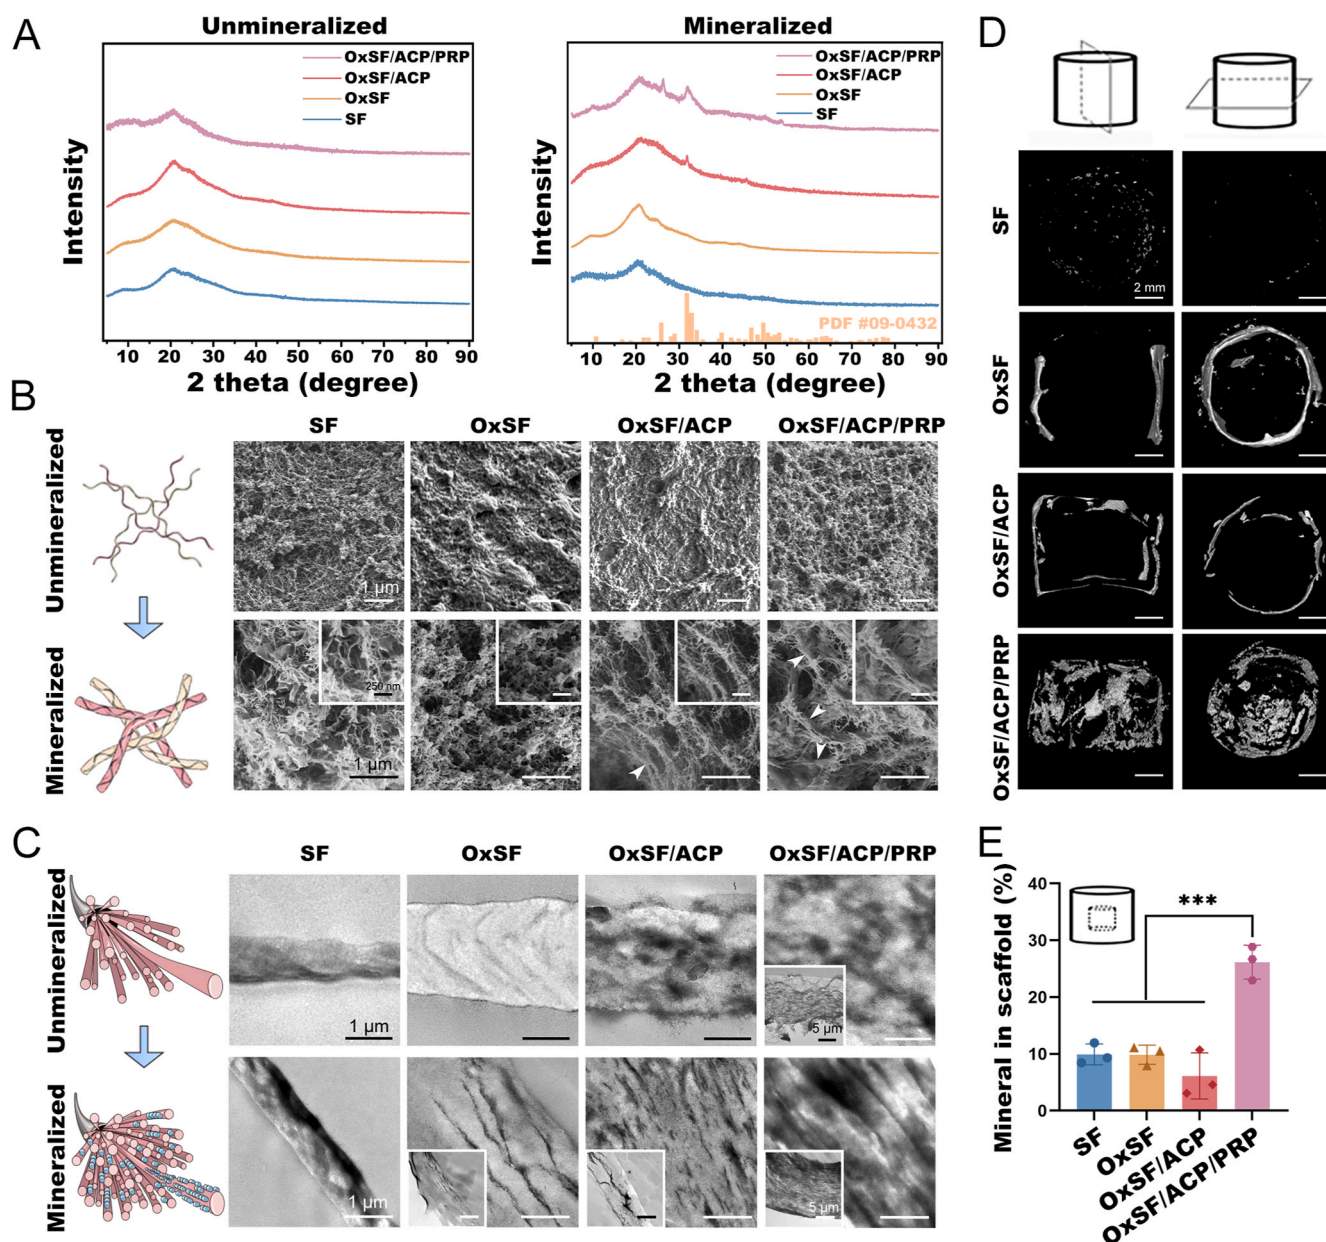 A
Unmineralized
OxSF/ACP/PRP
OxSF/ACP
OxSF
SF
Intensity
10 20 30 40 50 60 70 80 90
2 theta (degree)
Mineralized
OxSF/ACP/PRP
OxSF/ACP
OxSF
SF
PDF #09-0432
Intensity
10 20 30 40 50 60 70 80 90
2 theta (degree)
B
SF OxSF OxSF/ACP OxSF/ACP/PRP
Unmineralized
1 µm
Mineralized
250 nm
1 µm
C
SF OxSF OxSF/ACP OxSF/ACP/PRP
Unmineralized
1 µm
5 µm
Mineralized
1 µm
5 µm
D
SF
2 mm
OxSF
OxSF/ACP
OxSF/ACP/PRP
E
Mineral in scaffold (%)
40
30
20
10
0
***
SF
OxSF
OxSF/ACP
OxSF/ACP/PRP